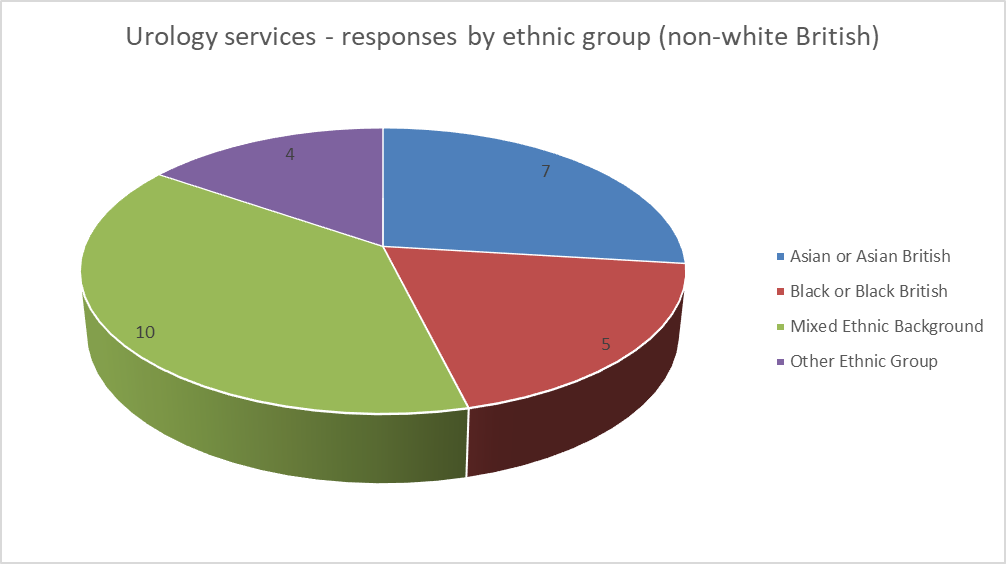 Urology services - responses by ethnic group (non-white British)
4
7
10
5
Asian or Asian British
Black or Black British
Mixed Ethnic Background
Other Ethnic Group